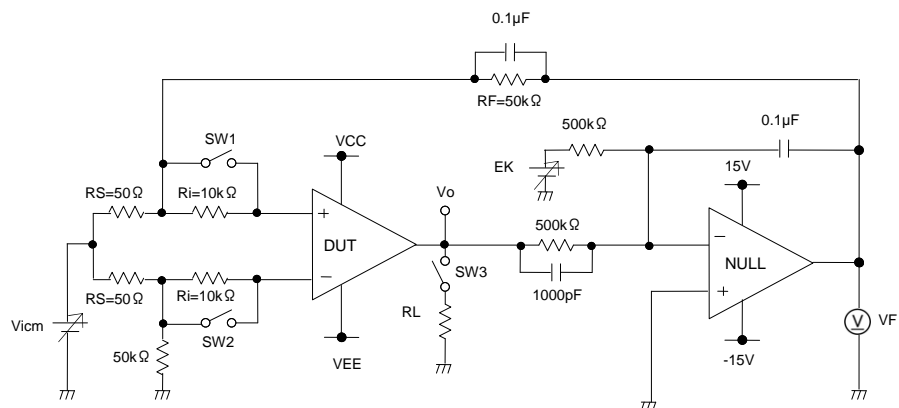 0.1μF
RF=50kΩ
0.1μF
500kΩ
SW1
VCC
EK
15V
RS=50Ω
Ri=10kΩ
Vo
+
DUT
500kΩ
−
NULL
−
+
SW3
RS=50Ω
Ri=10kΩ
1000pF
Vicm
SW2
RL
V
VF
50kΩ
VEE
-15V